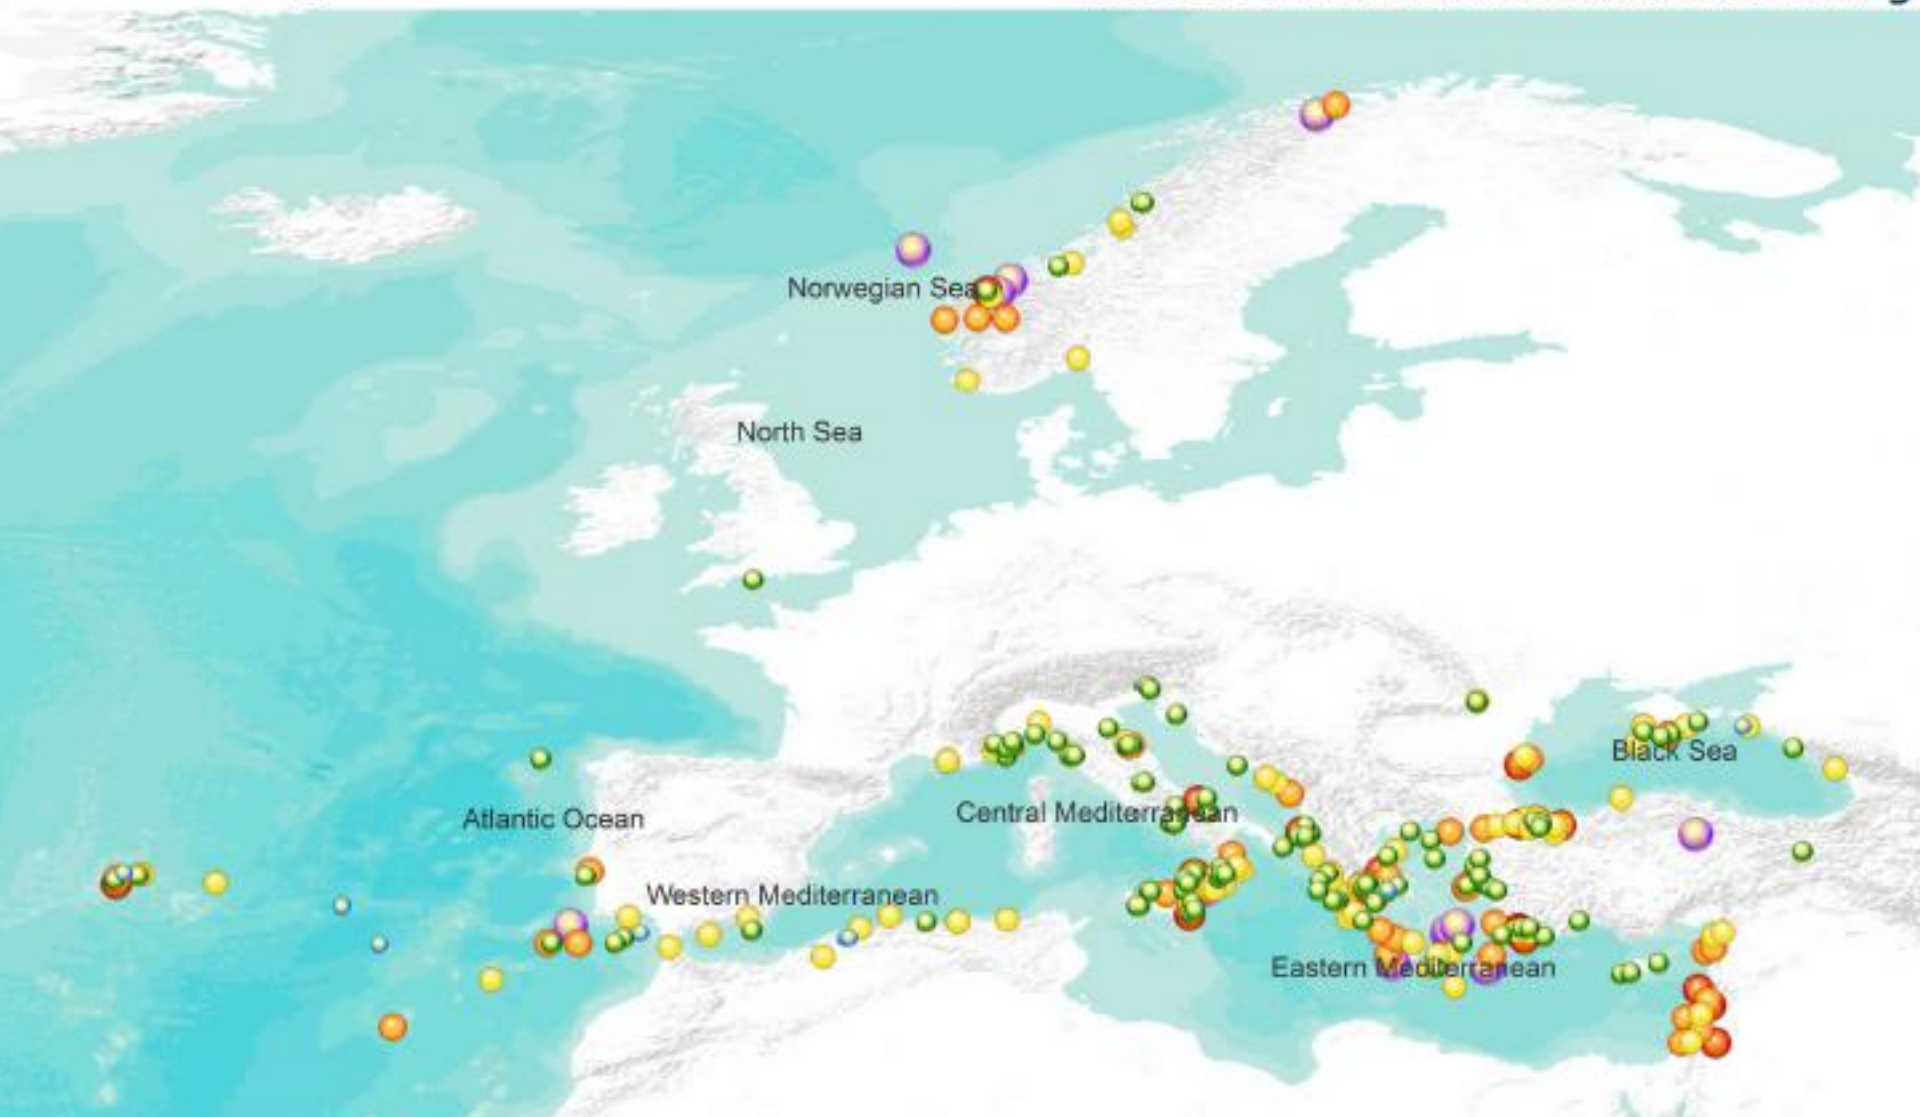 Norwegian Sea
North Sea
Black Sea
Central Mediterranean
Atlantic Ocean
Western Mediterranean
Eastern Mediterranean